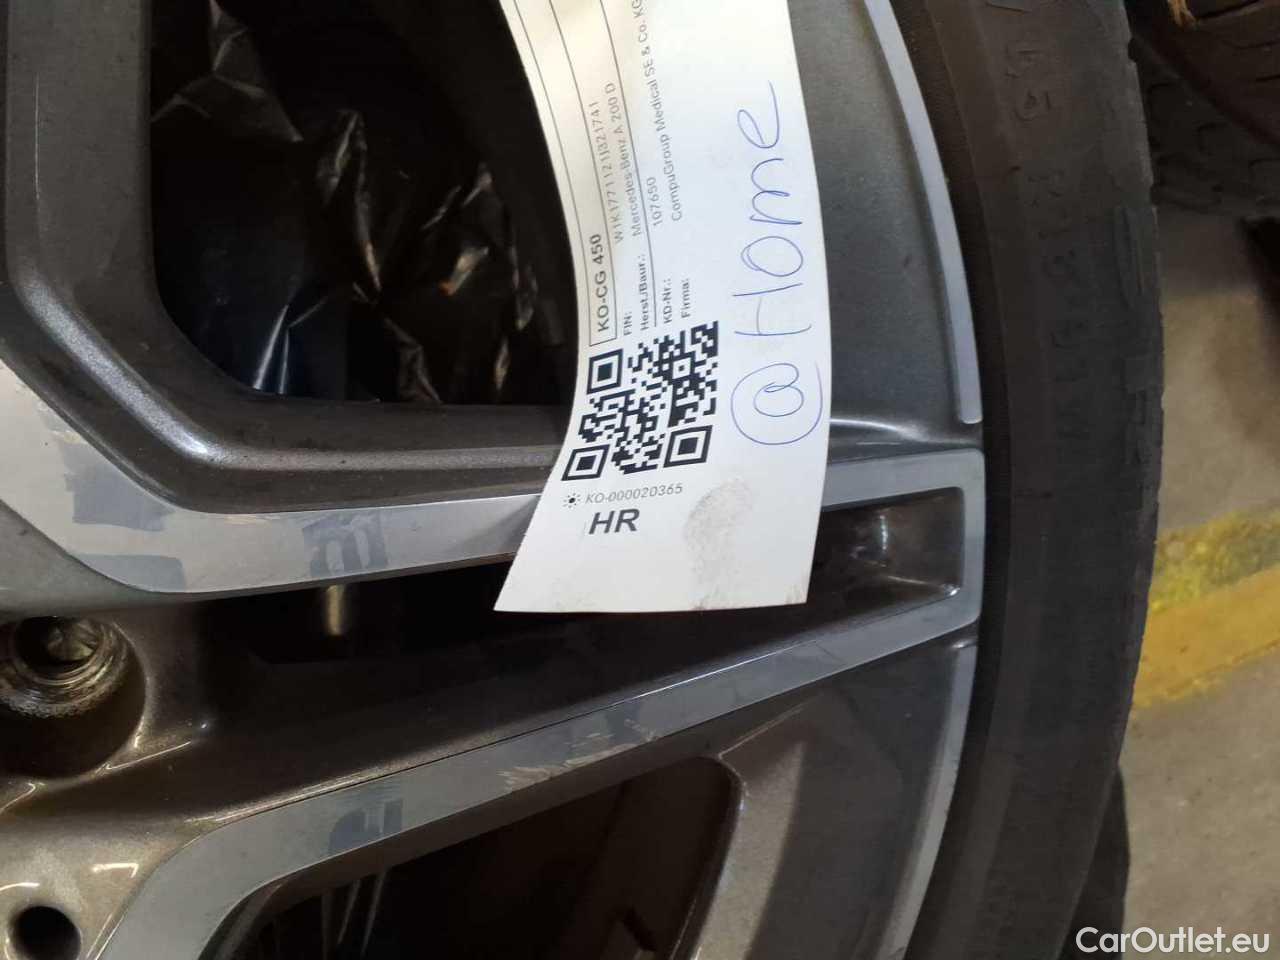 KO-CG 450
FIN: W1K1771121J321741
Herst./Baur.: Mercedes-Benz A 200 D
KD-Nr.: 107650
Firma: CompuGroup Medical SE & Co. KG
KO-000020365
HR
@Home
CarOutlet.eu